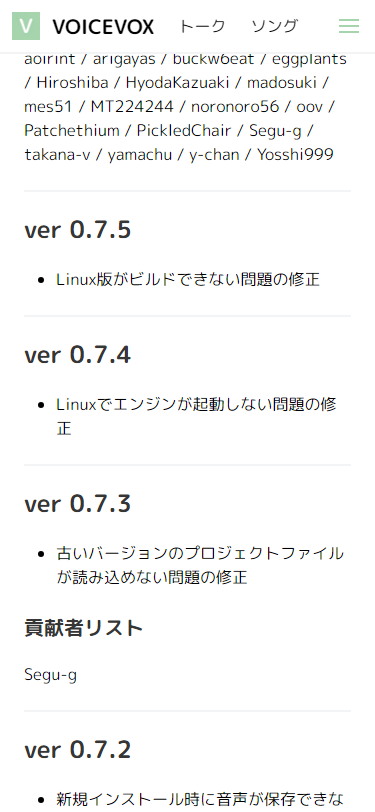 V VOICEVOX トーク ソング
aoirint / arigayas / buckw6eat / eggplants
/ Hiroshiba / HyodaKazuaki / madosuki /
mes51 / MT224244 / noronoro56 / oov /
Patchethium / PickledChair / Segu-g /
takana-v / yamachu / y-chan / Yosshi999
ver 0.7.5
• Linux版がビルドできない問題の修正
ver 0.7.4
• Linuxでエンジンが起動しない問題の修
正
ver 0.7.3
• 古いバージョンのプロジェクトファイル
が読み込めない問題の修正
貢献者リスト
Segu-g
ver 0.7.2
• 新規インストール時に音声が保存できな